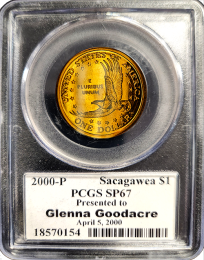 UNITED STATES OF AMERICA
E
PLURIBUS
UNUM
ONE DOLLAR
2000-P Sacagawea $1
PCGS SP67
Presented to
Glenna Goodacre
April 5, 2000
18570154